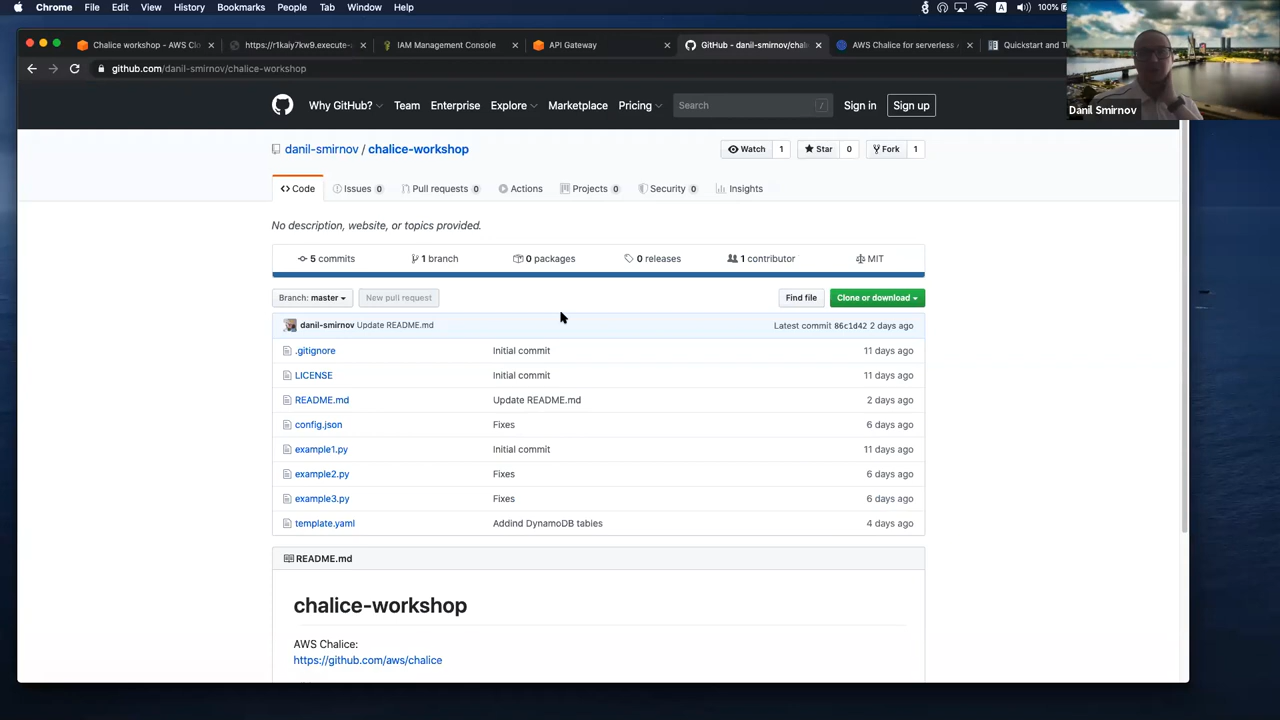 Chrome File Edit View History Bookmarks People Tab Window Help A 100%
Chalice workshop - AWS Clo × https://r1kaiy7kw9.execute-a × IAM Management Console × API Gateway × GitHub - danil-smirnov/chal × AWS Chalice for serverless A × Quickstart and T
github.com/danil-smirnov/chalice-workshop
Danil Smirnov
Why GitHub? Team Enterprise Explore Marketplace Pricing Search / Sign in Sign up
danil-smirnov / chalice-workshop
Watch 1 Star 0 Fork 1
<> Code Issues 0 Pull requests 0 Actions Projects 0 Security 0 Insights
No description, website, or topics provided.
5 commits 1 branch 0 packages 0 releases 1 contributor MIT
Branch: master New pull request Find file Clone or download
danil-smirnov Update README.md Latest commit 86c1d42 2 days ago
.gitignore Initial commit 11 days ago
LICENSE Initial commit 11 days ago
README.md Update README.md 2 days ago
config.json Fixes 6 days ago
example1.py Initial commit 11 days ago
example2.py Fixes 6 days ago
example3.py Fixes 6 days ago
template.yaml Addind DynamoDB tables 4 days ago
README.md
chalice-workshop
AWS Chalice:
https://github.com/aws/chalice